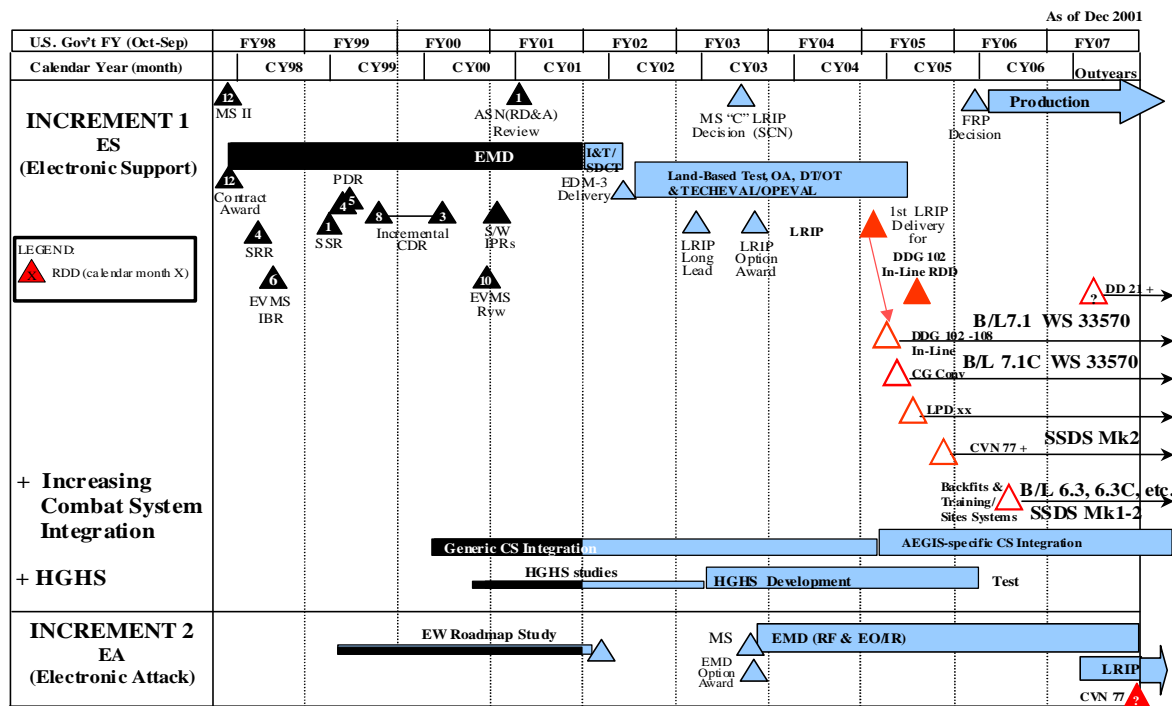 As of Dec 2001
U.S. Gov't FY (Oct-Sep) FY98 FY99 FY00 FY01 FY02 FY03 FY04 FY05 FY06 FY07
Calendar Year (month) CY98 CY99 CY00 CY01 CY02 CY03 CY04 CY05 CY06 Outyears
INCREMENT 1
ES
(Electronic Support)
12
MS II
1
ASN(RD&A)
Review
MS “C” LRIP
Decision (SCN)
FRP
Decision
Production
EMD
I&T/
SDCT
Land-Based Test, OA, DT/OT
& TECHEVAL/OPEVAL
EDM-3
Delivery
12
Contract
Award
PDR
4 5
1
SSR
8 3
Incremental
CDR
S/W
IPRs
4
SRR
6
EVMS
IBR
10
EVMS
Rvw
LRIP
Long
Lead
LRIP
Option
Award
LRIP
1st LRIP
Delivery
for
DDG 102
In-Line RDD
LEGEND:
X RDD (calendar month X)
? DD 21 +
B/L7.1 WS 33570
DDG 102 -108
In-Line
B/L 7.1C WS 33570
CG Conv
LPD xx
SSDS Mk2
CVN 77 +
Backfits &
Training/
Sites Systems
B/L 6.3, 6.3C, etc.
SSDS Mk1-2
+ Increasing
Combat System
Integration
Generic CS Integration
AEGIS-specific CS Integration
+ HGHS
HGHS studies
HGHS Development
Test
INCREMENT 2
EA
(Electronic Attack)
EW Roadmap Study
MS
EMD (RF & EO/IR)
EMD
Option
Award
LRIP
CVN 77 ?